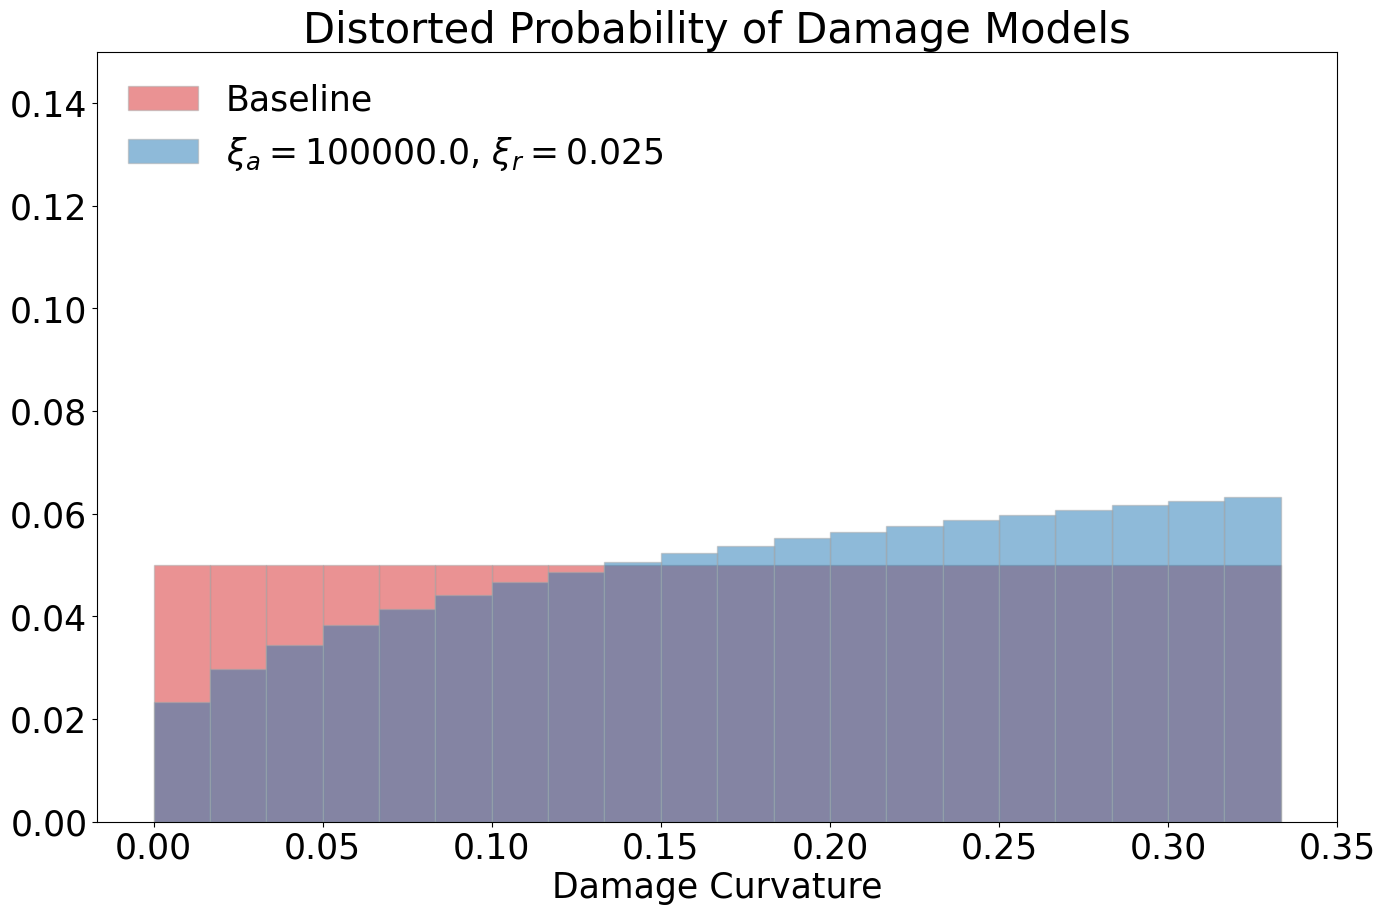 Distorted Probability of Damage Models
Baseline
ξₐ = 100000.0, ξᵣ = 0.025
0.14
0.12
0.10
0.08
0.06
0.04
0.02
0.00
0.00 0.05 0.10 0.15 0.20 0.25 0.30 0.35
Damage Curvature